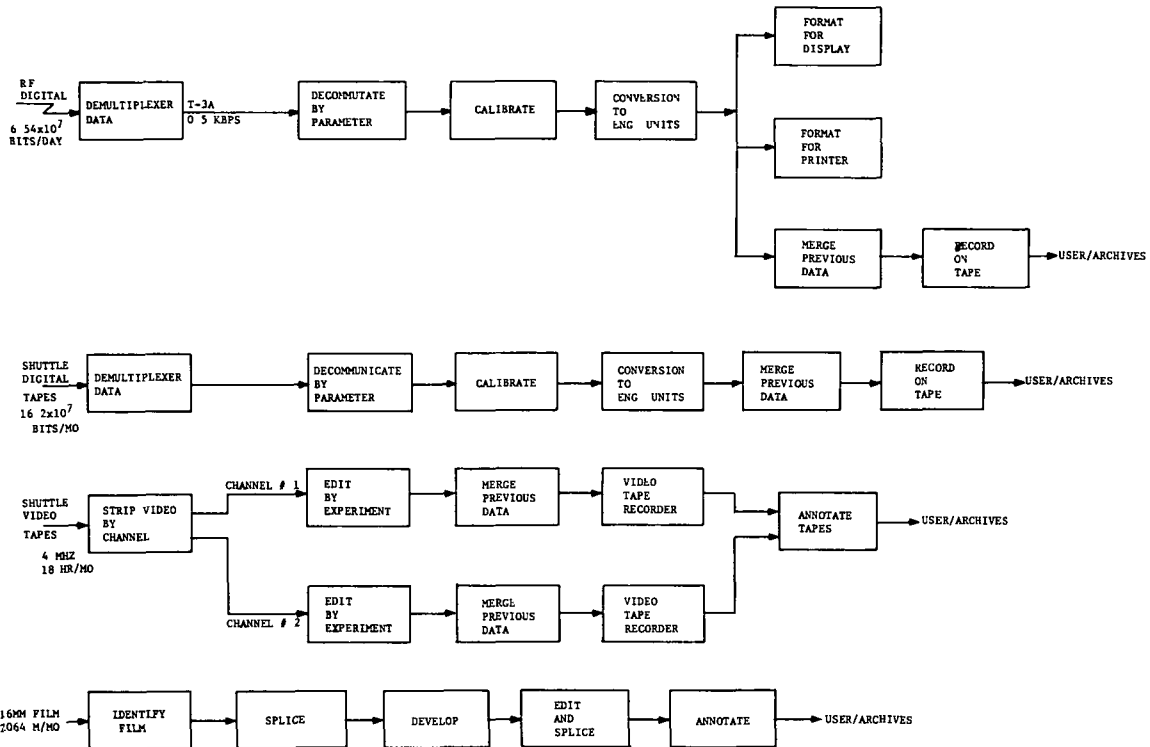 RF
DIGITAL
6 54x10⁷
BITS/DAY
DEMULTIPLEXER
DATA
T-3A
0 5 KBPS
DECOMMUTATE
BY
PARAMETER
CALIBRATE
CONVERSION
TO
ENG UNITS
FORMAT
FOR
DISPLAY
FORMAT
FOR
PRINTER
MERGE
PREVIOUS
DATA
RECORD
ON
TAPE
USER/ARCHIVES
SHUTTLE
DIGITAL
TAPES
16 2x10⁷
BITS/MO
DEMULTIPLEXER
DATA
DECOMMUNICATE
BY
PARAMETER
CALIBRATE
CONVERSION
TO
ENG UNITS
MERGE
PREVIOUS
DATA
RECORD
ON
TAPE
USER/ARCHIVES
SHUTTLE
VIDEO
TAPES
4 MHZ
18 HR/MO
STRIP VIDEO
BY
CHANNEL
CHANNEL # 1
EDIT
BY
EXPERIMENT
MERGE
PREVIOUS
DATA
VIDEO
TAPE
RECORDER
ANNOTATE
TAPES
USER/ARCHIVES
CHANNEL # 2
EDIT
BY
EXPERIMENT
MERGE
PREVIOUS
DATA
VIDEO
TAPE
RECORDER
16MM FILM
2064 M/MO
IDENTIFY
FILM
SPLICE
DEVELOP
EDIT
AND
SPLICE
ANNOTATE
USER/ARCHIVES